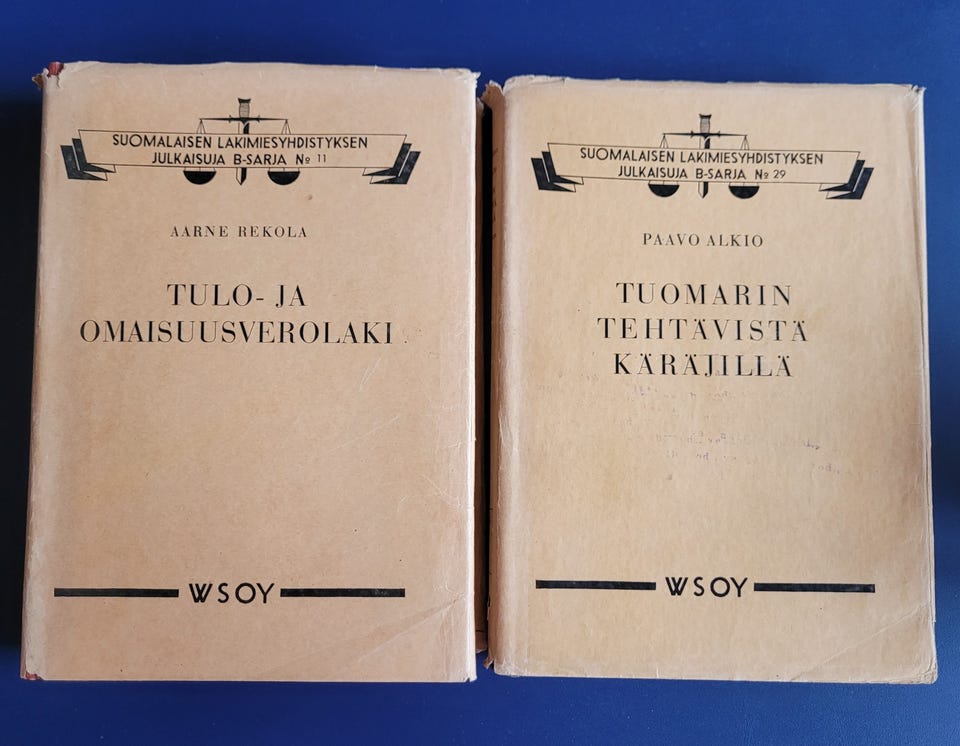 SUOMALAISEN LAKIMIESYHDISTYKSEN
JULKAISUJA B-SARJA Nº 11
AARNE REKOLA
TULO- JA
OMAISUUSVEROLAKI
WSOY
SUOMALAISEN LAKIMIESYHDISTYKSEN
JULKAISUJA B-SARJA Nº 29
PAAVO ALKIO
TUOMARIN
TEHTÄVISTÄ
KÄRÄJILLÄ
WSOY